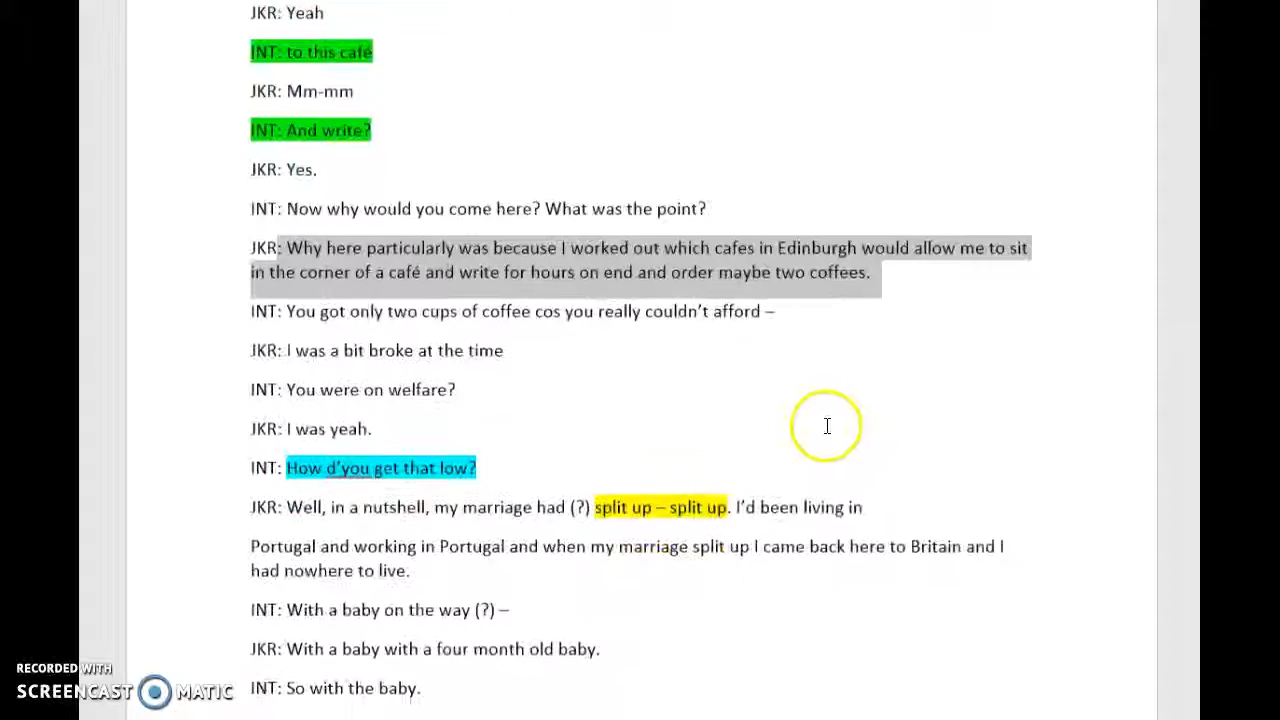 JKR: Yeah
INT: to this café
JKR: Mm-mm
INT: And write?
JKR: Yes.
INT: Now why would you come here? What was the point?
JKR: Why here particularly was because I worked out which cafes in Edinburgh would allow me to sit
in the corner of a café and write for hours on end and order maybe two coffees.
INT: You got only two cups of coffee cos you really couldn't afford –
JKR: I was a bit broke at the time
INT: You were on welfare?
JKR: I was yeah.
INT: How d'you get that low?
JKR: Well, in a nutshell, my marriage had (?) split up – split up. I'd been living in
Portugal and working in Portugal and when my marriage split up I came back here to Britain and I
had nowhere to live.
INT: With a baby on the way (?) –
JKR: With a baby with a four month old baby.
INT: So with the baby.
RECORDED WITH
SCREENCAST MATIC